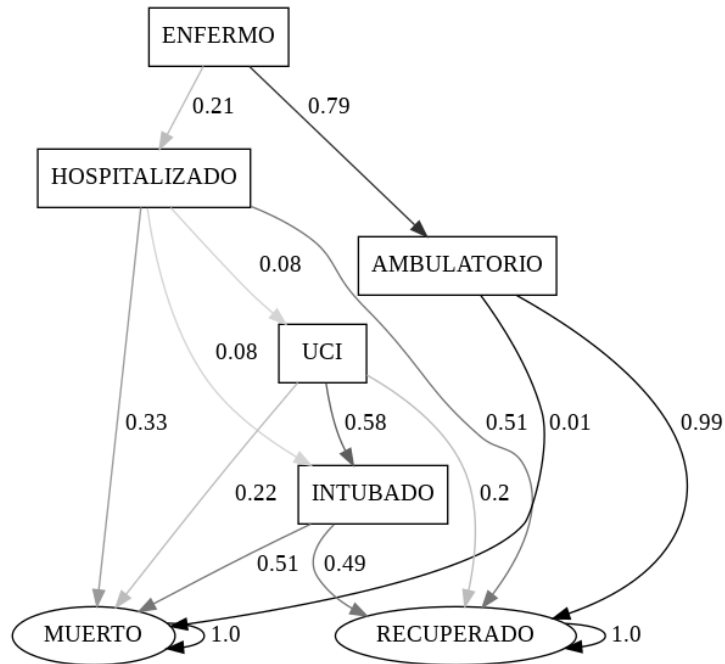 ENFERMO
0.21
0.79
HOSPITALIZADO
AMBULATORIO
0.08
UCI
0.08
0.33
0.58
0.51
0.01
0.99
INTUBADO
0.22
0.2
0.51
0.49
MUERTO
1.0
RECUPERADO
1.0